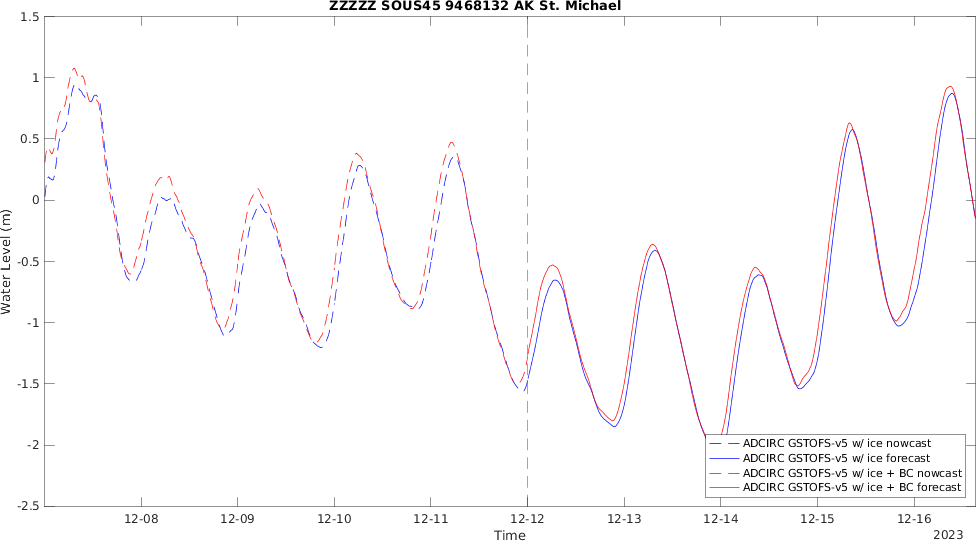 ZZZZZ SOUS45 9468132 AK St. Michael
1.5
1
0.5
0
-0.5
-1
-1.5
-2
-2.5
Water Level (m)
ADCIRC GSTOFS-v5 w/ ice nowcast
ADCIRC GSTOFS-v5 w/ ice forecast
ADCIRC GSTOFS-v5 w/ ice + BC nowcast
ADCIRC GSTOFS-v5 w/ ice + BC forecast
12-08 12-09 12-10 12-11 12-12 12-13 12-14 12-15 12-16
Time
2023